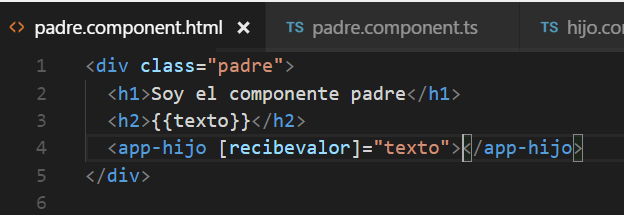 <> padre.component.html × TS padre.component.ts TS hijo.co
1 <div class="padre">
2 <h1>Soy el componente padre</h1>
3 <h2>{{texto}}</h2>
4 <app-hijo [recibevalor]="texto"></app-hijo>
5 </div>
6